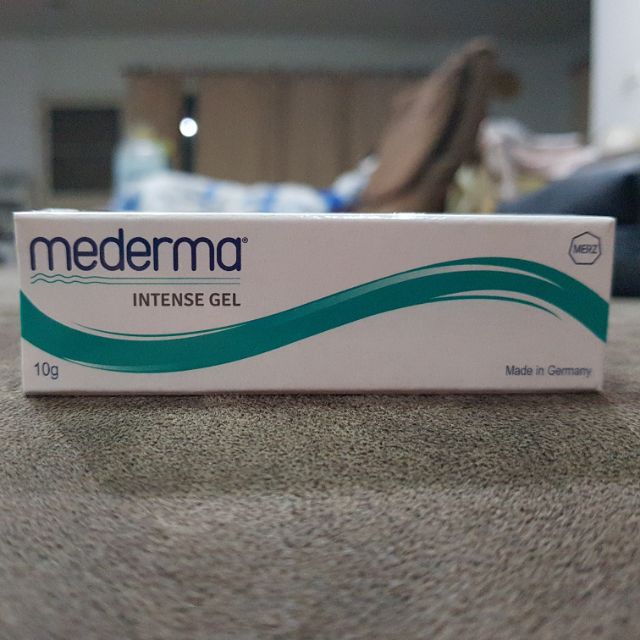 mederma®
INTENSE GEL
MERZ
10g
Made in Germany